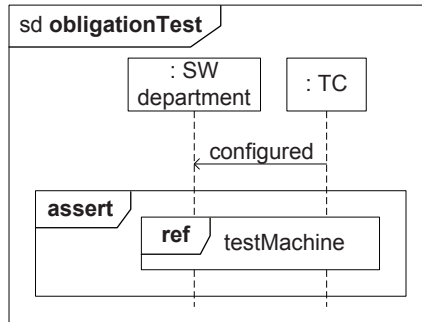 sd obligationTest
: SW
department
: TC
configured
assert
ref
testMachine